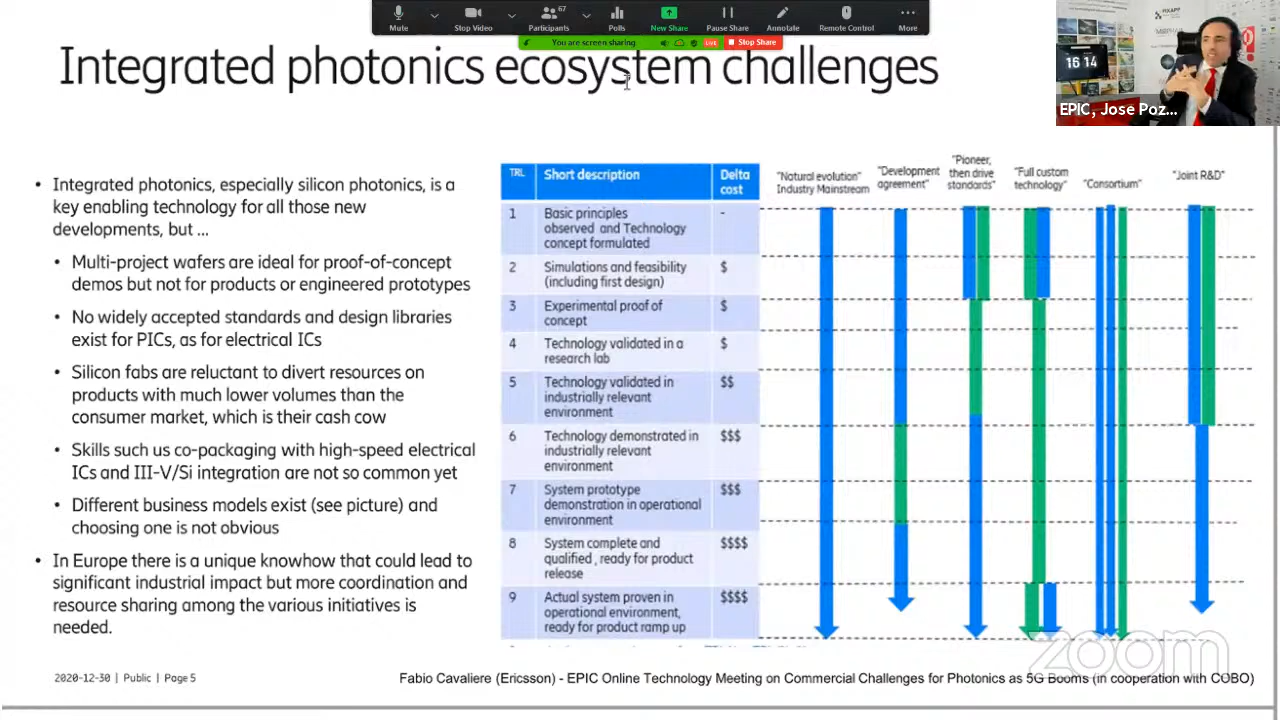 Mute
Stop Video
67
Participants
Polls
New Share
Pause Share
Annotate
Remote Control
More
You are screen sharing
LIVE
Stop Share
16 14
EPIC, Jose Poz...
Integrated photonics ecosystem challenges
• Integrated photonics, especially silicon photonics, is a
key enabling technology for all those new
developments, but ...
• Multi-project wafers are ideal for proof-of-concept
demos but not for products or engineered prototypes
• No widely accepted standards and design libraries
exist for PICs, as for electrical ICs
• Silicon fabs are reluctant to divert resources on
products with much lower volumes than the
consumer market, which is their cash cow
• Skills such us co-packaging with high-speed electrical
ICs and III-V/Si integration are not so common yet
• Different business models exist (see picture) and
choosing one is not obvious
• In Europe there is a unique knowhow that could lead to
significant industrial impact but more coordination and
resource sharing among the various initiatives is
needed.
TRL Short description Delta
cost
1 Basic principles -
observed and Technology
concept formulated
2 Simulations and feasibility $
(including first design)
3 Experimental proof of $
concept
4 Technology validated in a $
research lab
5 Technology validated in $$
industrially relevant
environment
6 Technology demonstrated in $$$
industrially relevant
environment
7 System prototype $$$
demonstration in operational
environment
8 System complete and $$$$
qualified , ready for product
release
9 Actual system proven in $$$$
operational environment,
ready for product ramp up
"Natural evolution"
Industry Mainstream
"Development
agreement"
"Pioneer,
then drive
standards"
"Full custom
technology"
"Consortium"
"Joint R&D"
zoom
2020-12-30 | Public | Page 5
Fabio Cavaliere (Ericsson) - EPIC Online Technology Meeting on Commercial Challenges for Photonics as 5G Booms (in cooperation with COBO)